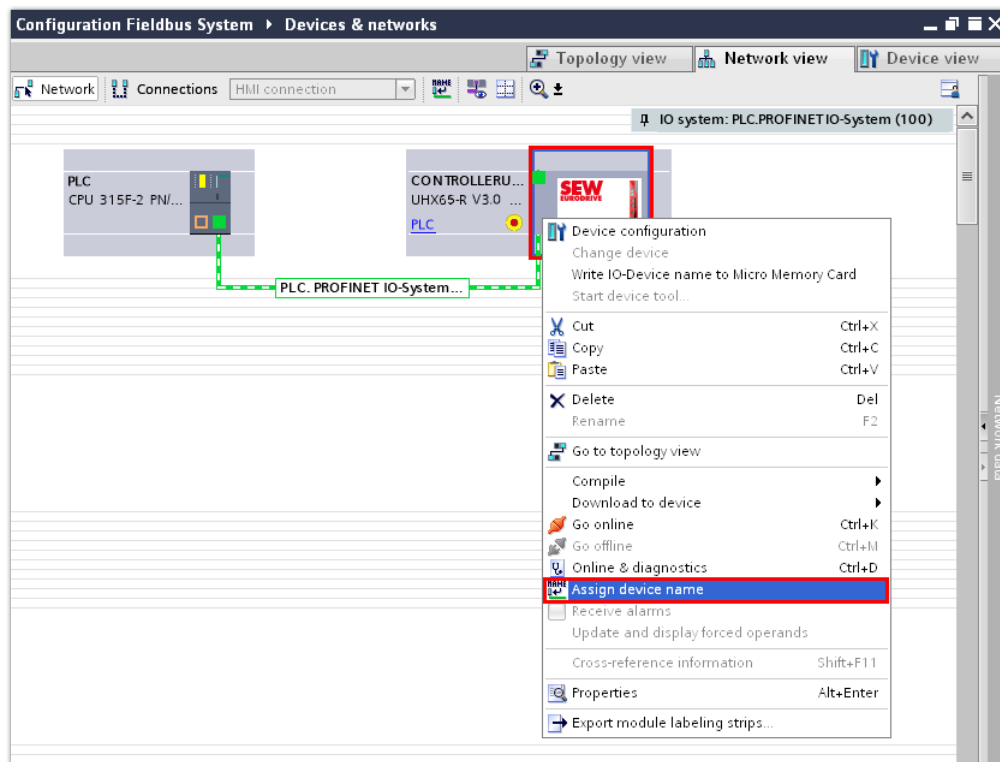 Configuration Fieldbus System ▸ Devices & networks
Topology view
Network view
Device view
Network
Connections
HMI connection
NAME
IO system: PLC.PROFINET IO-System (100)
PLC
CPU 315F-2 PN/...
CONTROLLERU...
UHX65-R V3.0 ...
PLC
SEW
EURODRIVE
PLC. PROFINET IO-System...
Device configuration
Change device
Write IO-Device name to Micro Memory Card
Start device tool...
Cut Ctrl+X
Copy Ctrl+C
Paste Ctrl+V
Delete Del
Rename F2
Go to topology view
Compile
Download to device
Go online Ctrl+K
Go offline Ctrl+M
Online & diagnostics Ctrl+D
NAME
Assign device name
Receive alarms
Update and display forced operands
Cross-reference information Shift+F11
Properties Alt+Enter
Export module labeling strips...
Network data